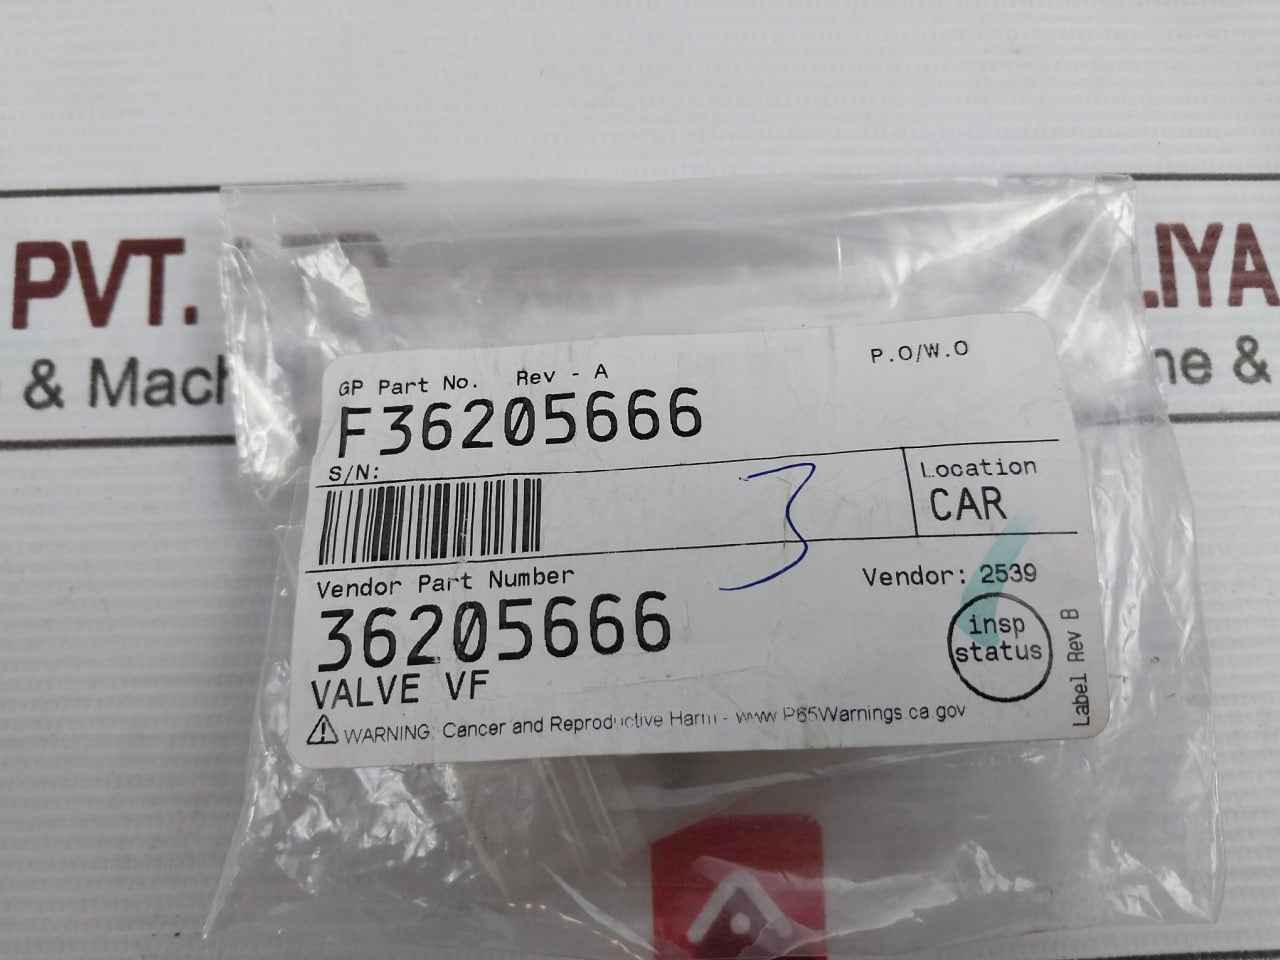 PVT.
LIYA
& Mach
ne &
GP Part No. Rev - A
P.O/W.O
F36205666
S/N:
3
Location
CAR
Vendor Part Number
Vendor: 2539
36205666
insp
status
VALVE VF
WARNING: Cancer and Reproductive Harm - www.P65Warnings.ca.gov
Label Rev B